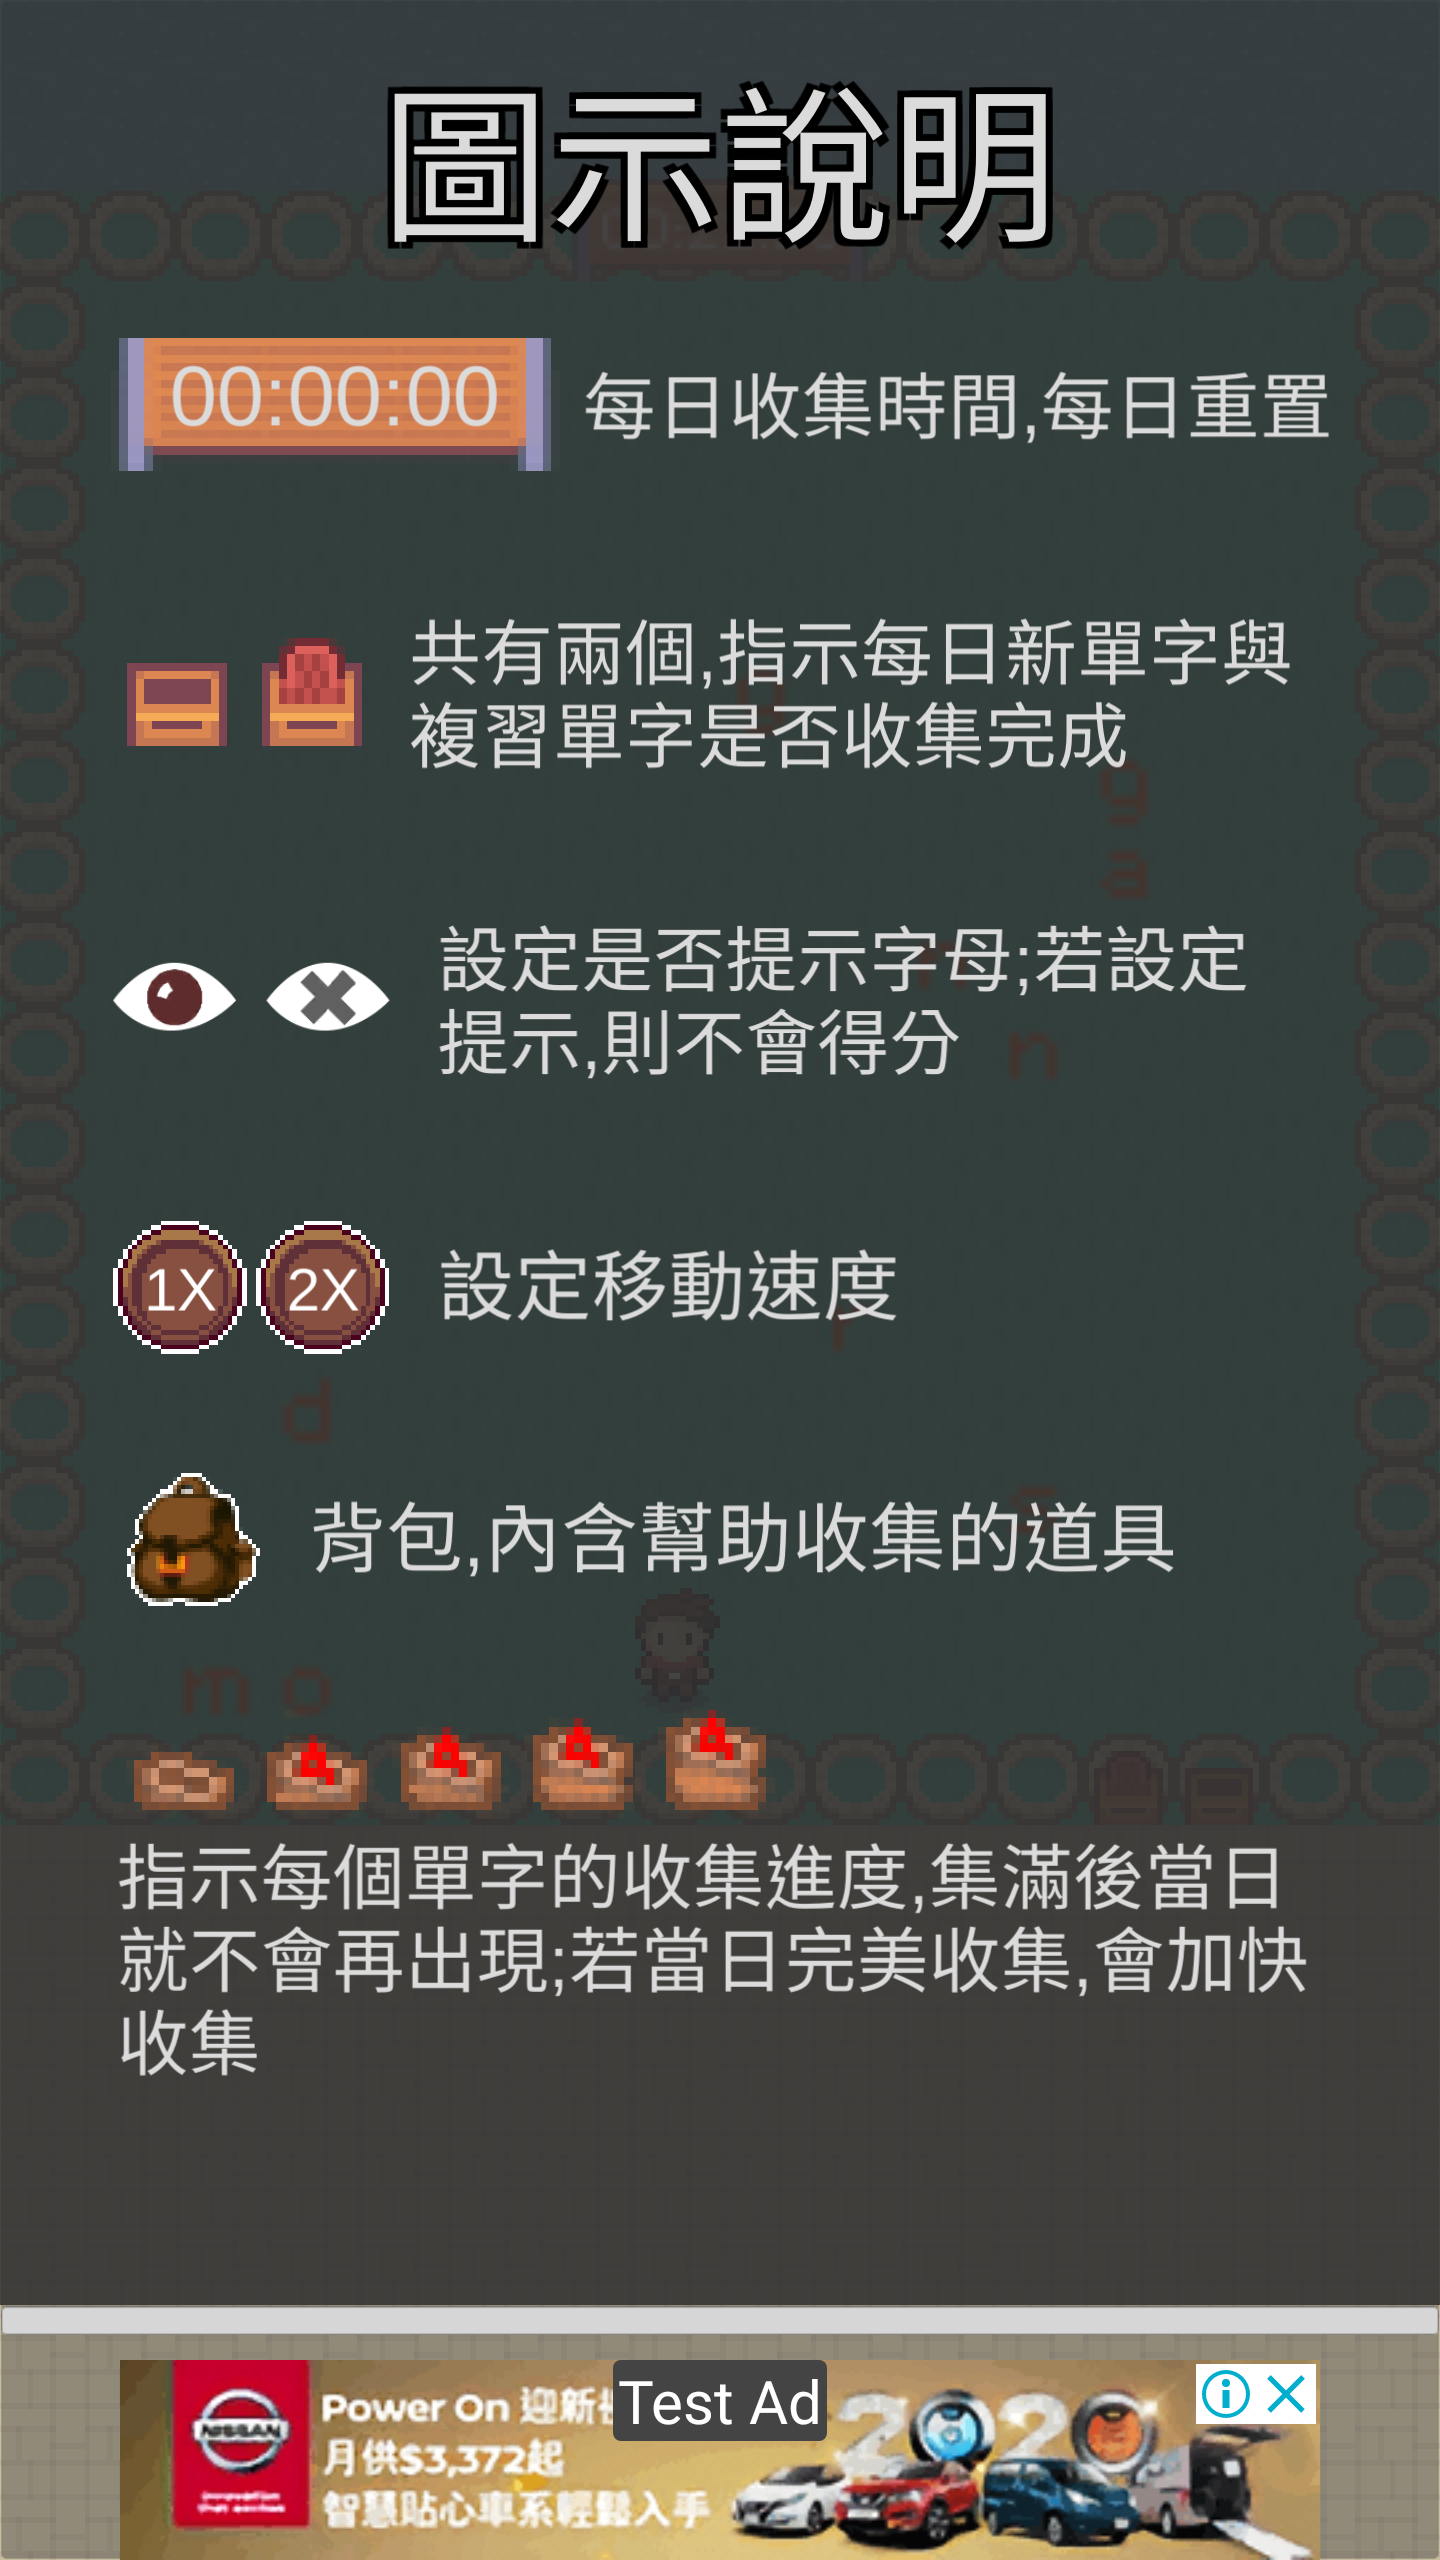 圖示說明
00:00:00
每日收集時間,每日重置
共有兩個,指示每日新單字與
複習單字是否收集完成
g
a
設定是否提示字母;若設定
提示,則不會得分
n
1X 2X
設定移動速度
r
d
背包,內含幫助收集的道具
m o
指示每個單字的收集進度,集滿後當日
就不會再出現;若當日完美收集,會加快
收集
Test Ad
NISSAN
Power On 迎新
2020
月供$3,372起
智慧貼心車系輕鬆入手